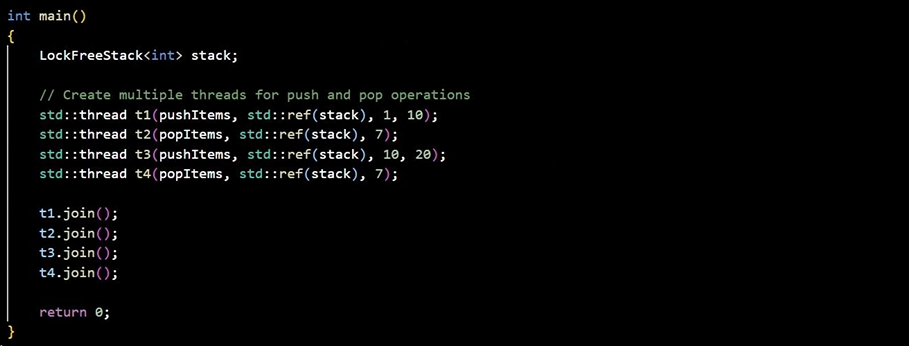 int main()
{
    LockFreeStack<int> stack;

    // Create multiple threads for push and pop operations
    std::thread t1(pushItems, std::ref(stack), 1, 10);
    std::thread t2(popItems, std::ref(stack), 7);
    std::thread t3(pushItems, std::ref(stack), 10, 20);
    std::thread t4(popItems, std::ref(stack), 7);

    t1.join();
    t2.join();
    t3.join();
    t4.join();

    return 0;
}